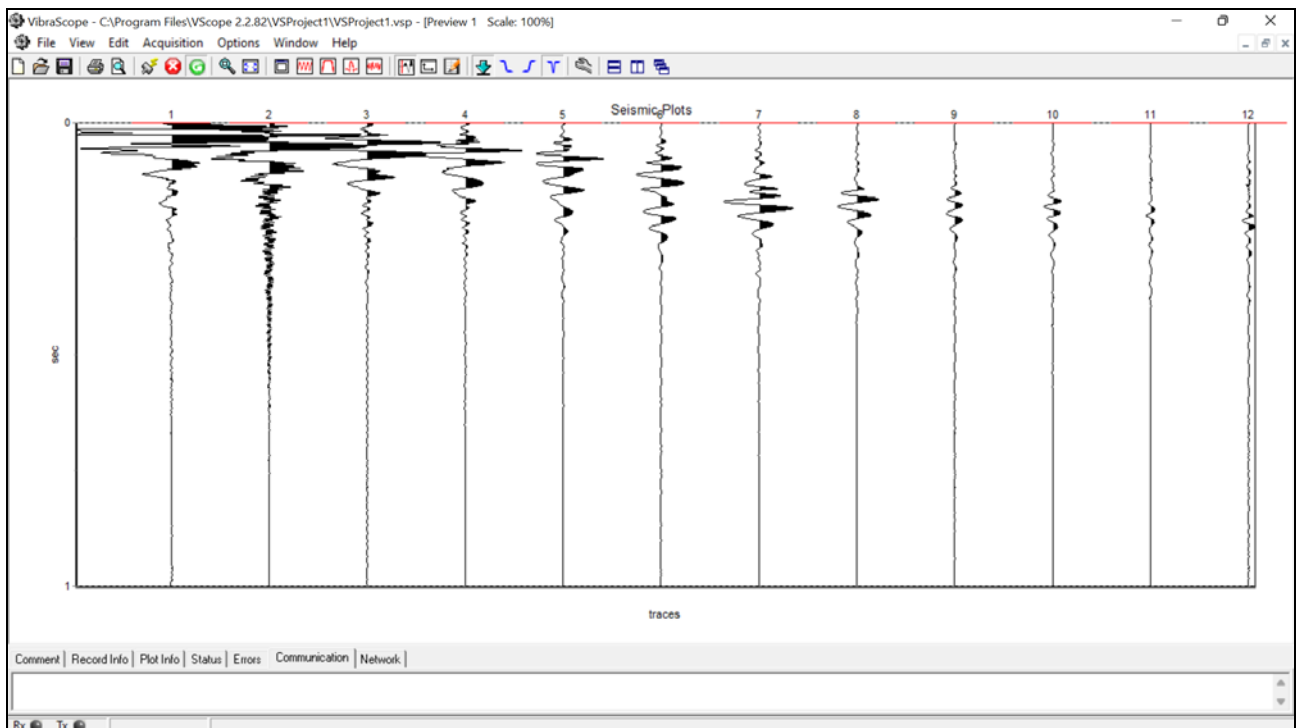 VibraScope - C:\Program Files\VScope 2.2.82\VSProject1\VSProject1.vsp - [Preview 1 Scale: 100%]
File View Edit Acquisition Options Window Help
Seismic Plots
1 2 3 4 5 6 7 8 9 10 11 12
0
sec
1
traces
Comment Record Info Plot Info Status Errors Communication Network
Rx Tx